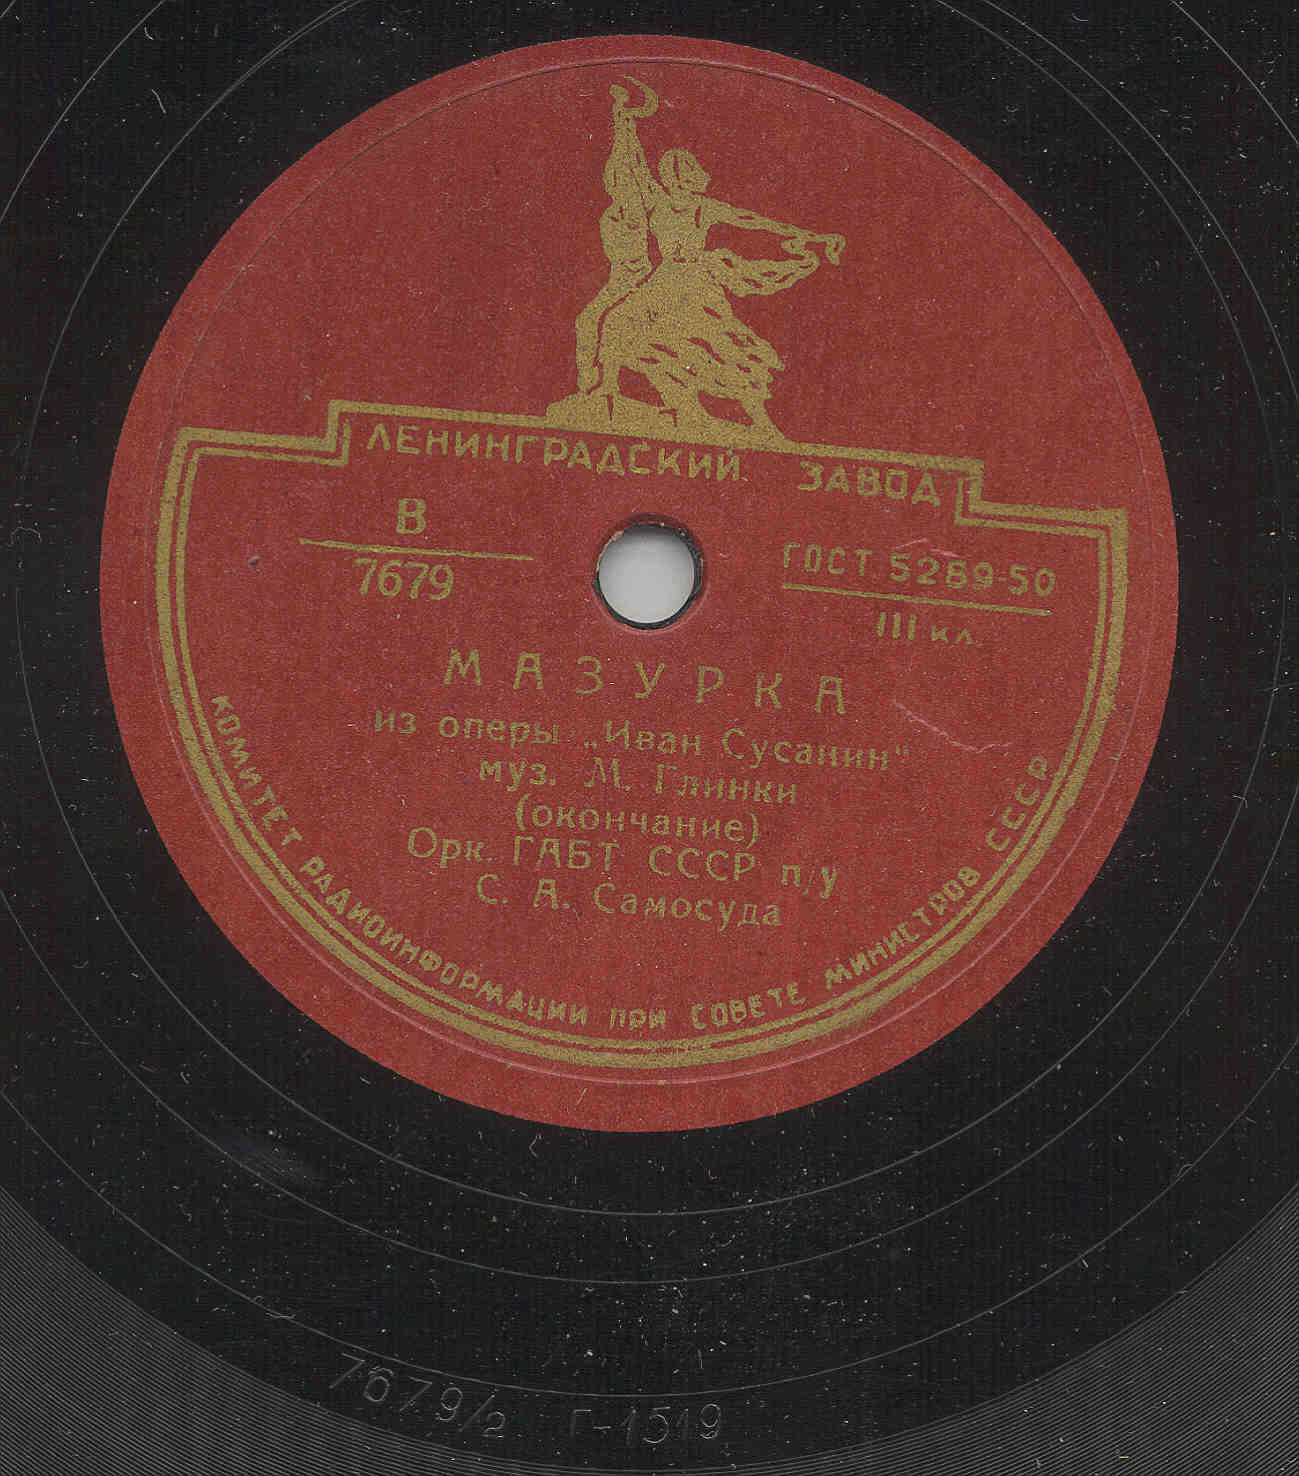 ЛЕНИНГРАДСКИЙ ЗАВОД
В
7679
ГОСТ 5289-50
III кл.
МАЗУРКА
из оперы „Иван Сусанин"
муз. М. Глинки
(окончание)
Орк. ГАБТ СССР п/у
С. А. Самосуда
КОМИТЕТ РАДИОИНФОРМАЦИИ ПРИ СОВЕТЕ МИНИСТРОВ СССР
7679/2 Г-1519